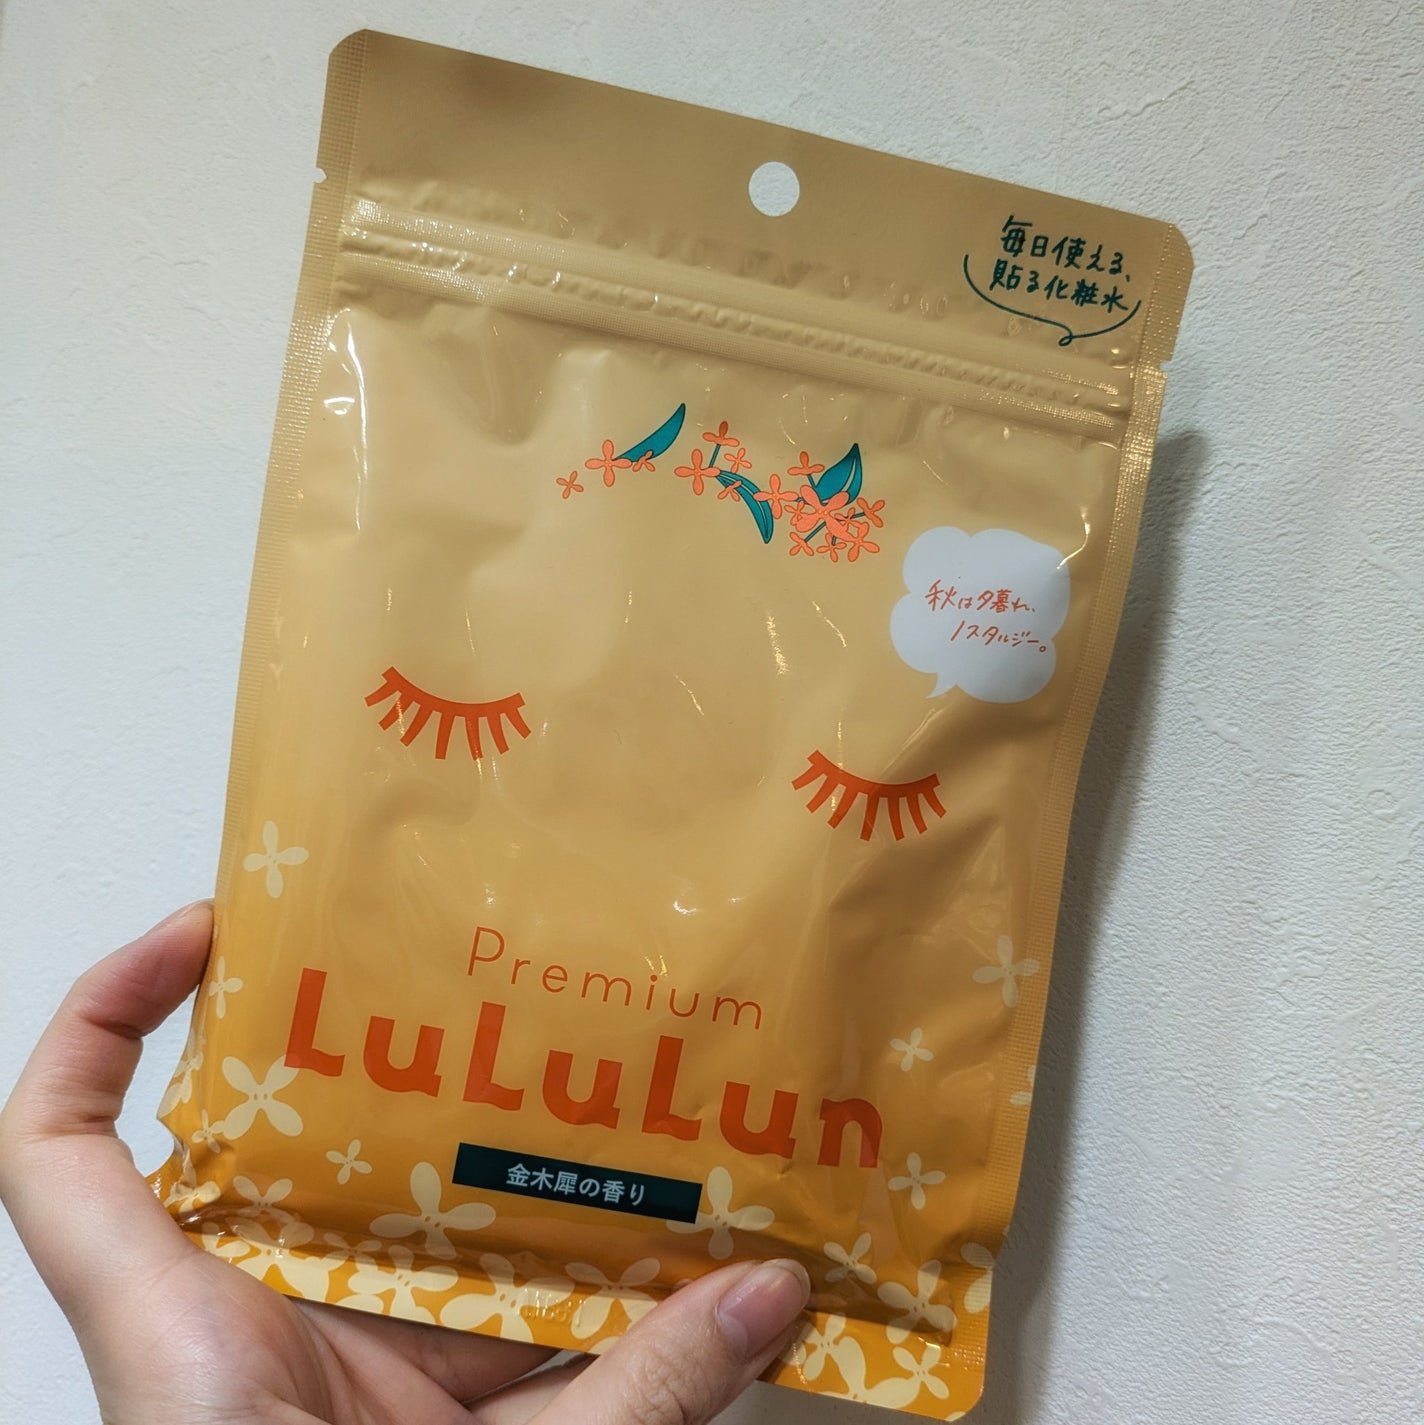 毎日使える、
貼る化粧水
秋は夕暮れ、
ノスタルジー。
Premium
LuLuLun
金木犀の香り